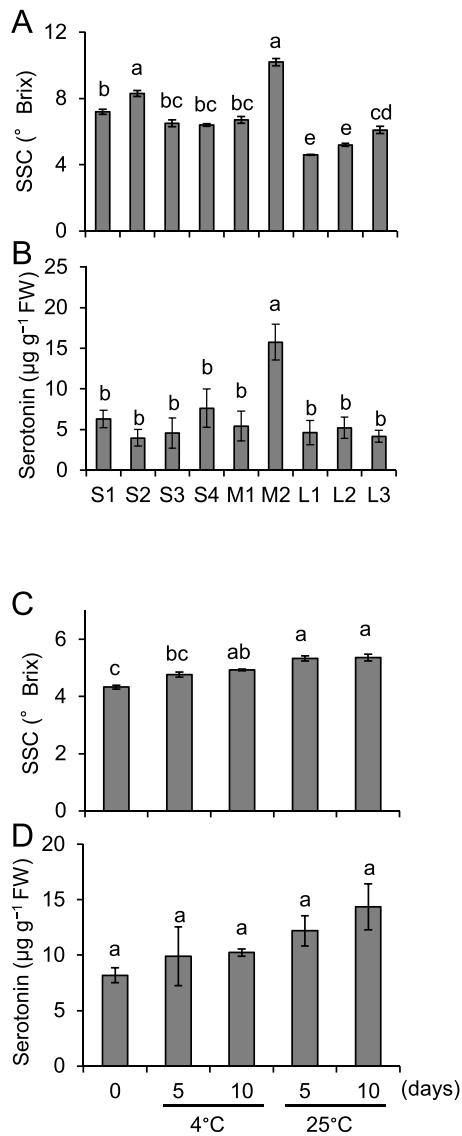 A
SSC (° Brix)
12
8
4
0
b
a
bc
bc
bc
a
e
e
cd
B
Serotonin (µg g⁻¹ FW)
25
20
15
10
5
0
b
b
b
b
b
a
b
b
b
S1 S2 S3 S4 M1 M2 L1 L2 L3
C
SSC (° Brix)
6
4
2
0
c
bc
ab
a
a
D
Serotonin (µg g⁻¹ FW)
20
15
10
5
0
a
a
a
a
a
0 5 10 5 10 (days)
4°C 25°C